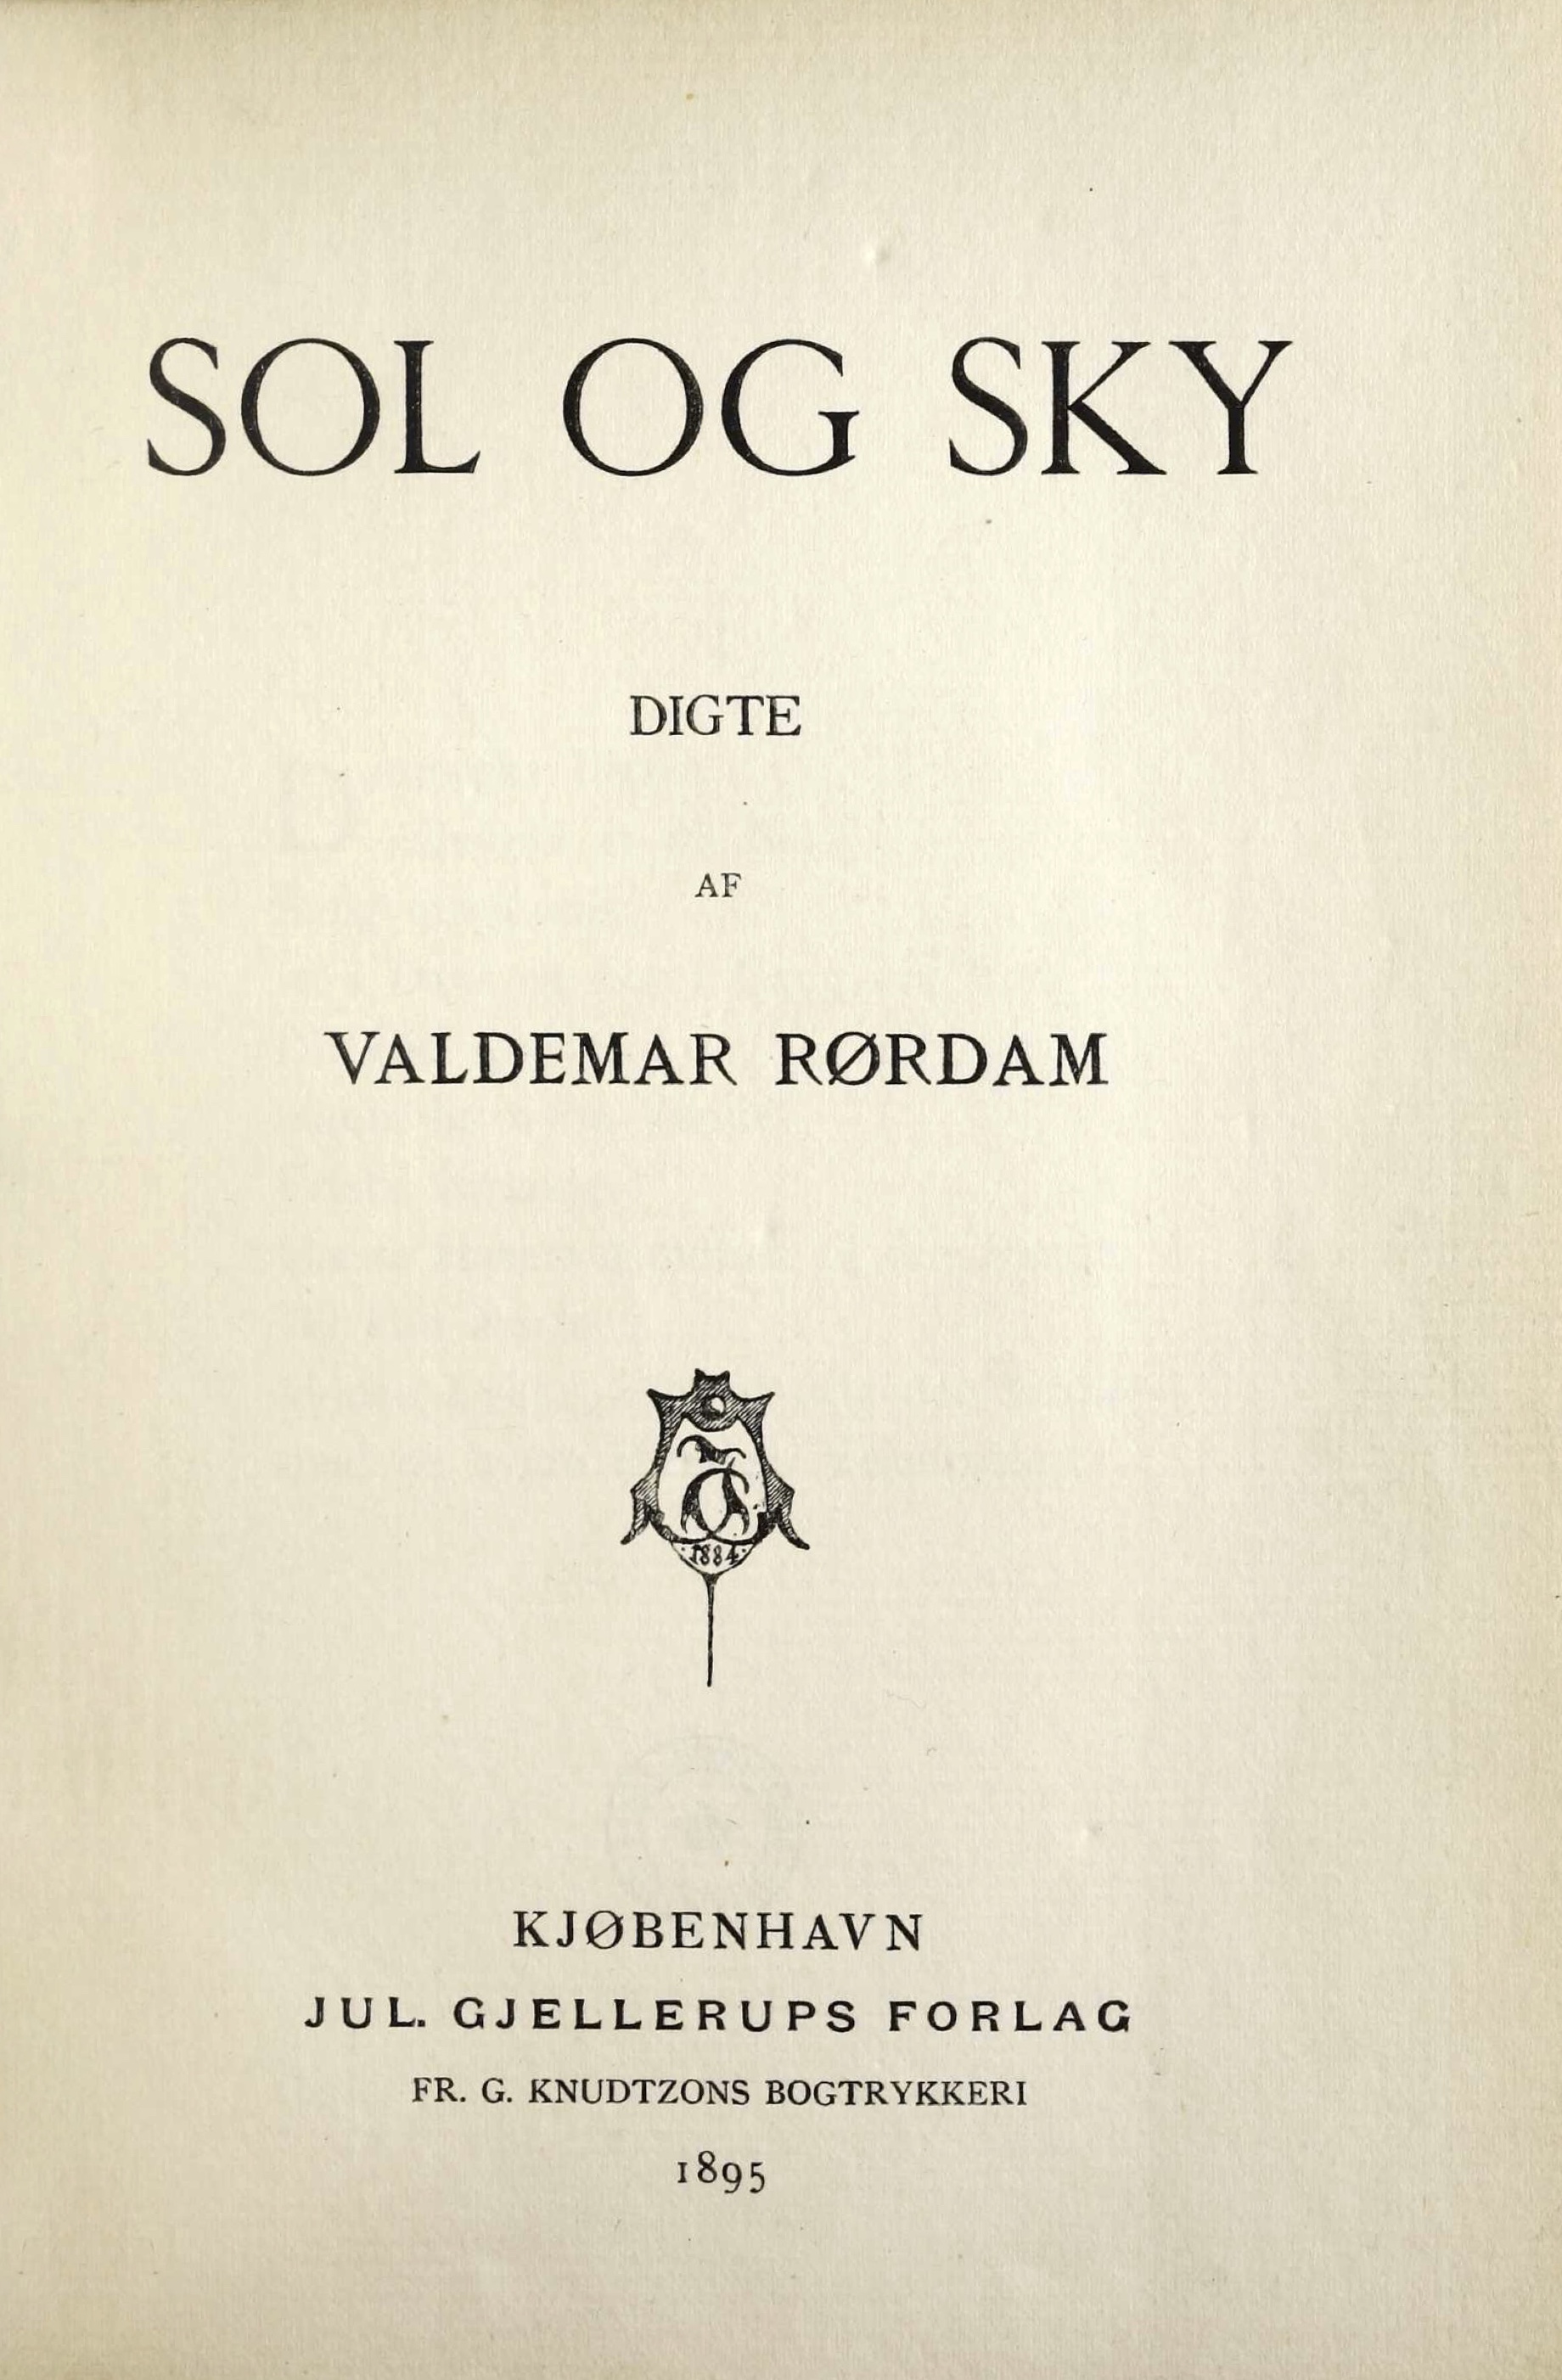 SOL OG SKY
DIGTE
AF
VALDEMAR RØRDAM
1884
KJØBENHAVN
JUL. GJELLERUPS FORLAG
FR. G. KNUDTZONS BOGTRYKKERI
1895